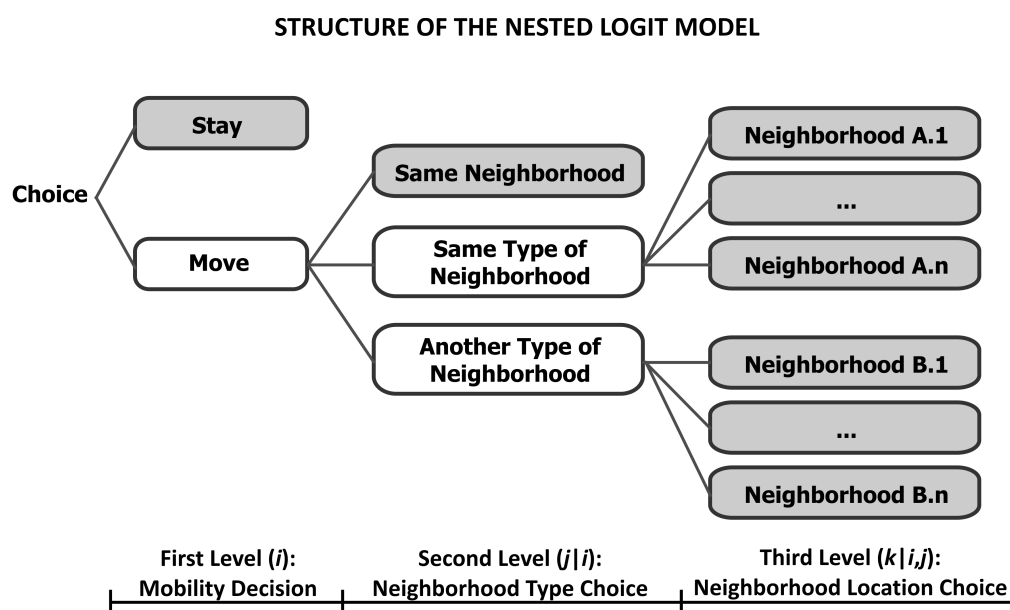 STRUCTURE OF THE NESTED LOGIT MODEL
Choice
Stay
Move
Same Neighborhood
Same Type of
Neighborhood
Another Type of
Neighborhood
Neighborhood A.1
...
Neighborhood A.n
Neighborhood B.1
...
Neighborhood B.n
First Level (i):
Mobility Decision
Second Level (j|i):
Neighborhood Type Choice
Third Level (k|i,j):
Neighborhood Location Choice